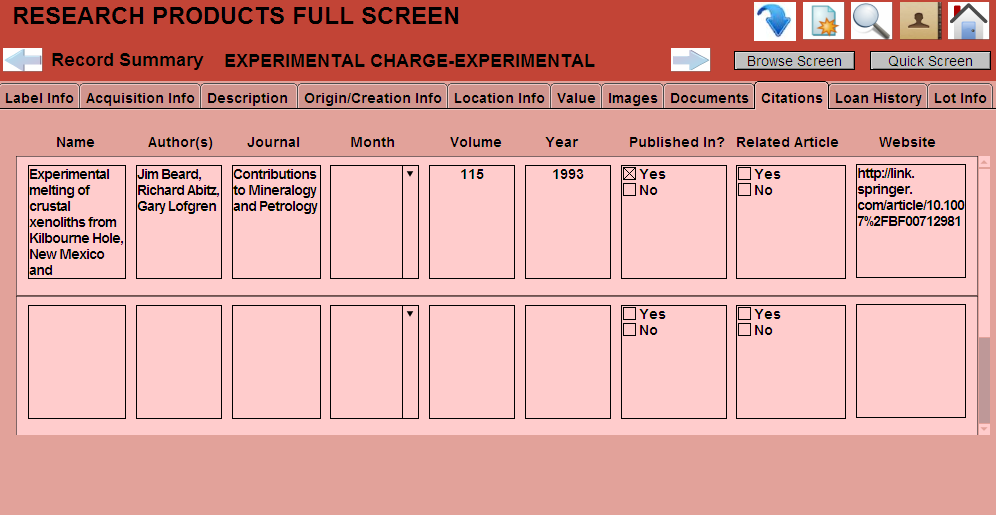 RESEARCH PRODUCTS FULL SCREEN
Record Summary EXPERIMENTAL CHARGE-EXPERIMENTAL Browse Screen Quick Screen
Label Info Acquisition Info Description Origin/Creation Info Location Info Value Images Documents Citations Loan History Lot Info
Name Author(s) Journal Month Volume Year Published In? Related Article Website
Experimental
melting of
crustal
xenoliths from
Kilbourne Hole,
New Mexico
and
Jim Beard,
Richard Abitz,
Gary Lofgren
Contributions
to Mineralogy
and Petrology
115
1993
Yes
No
Yes
No
http://link.
springer.
com/article/10.100
7%2FBF00712981
Yes
No
Yes
No